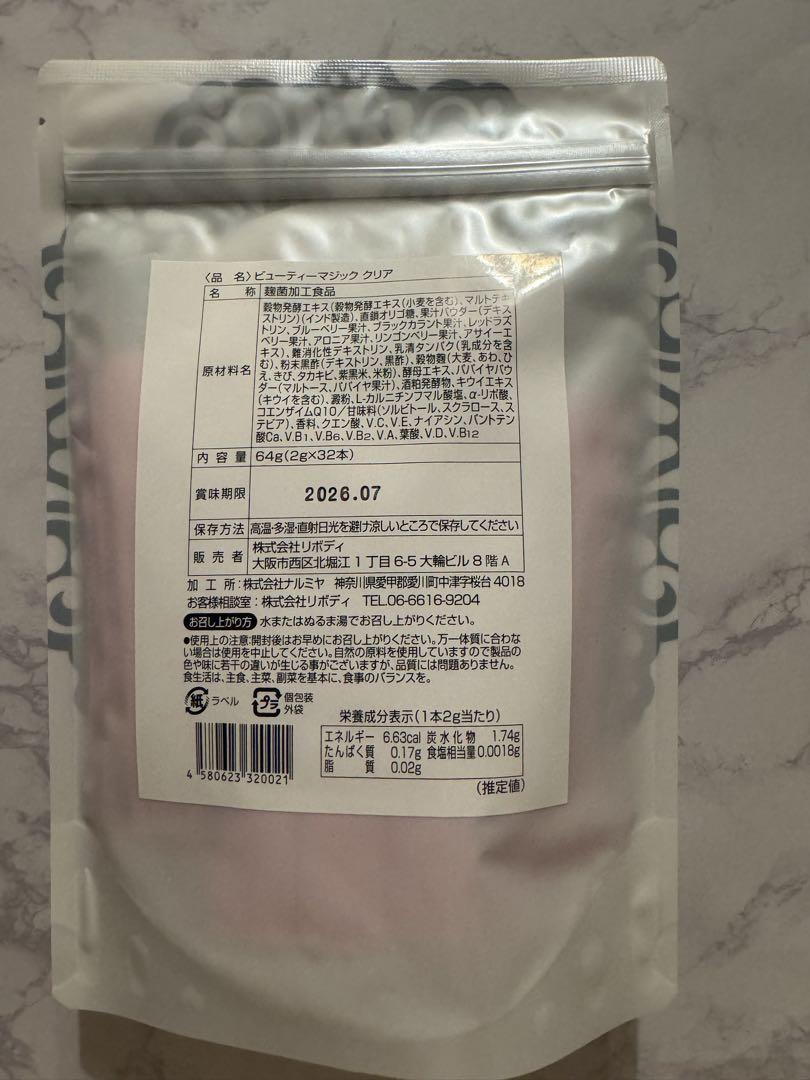 〈品 名〉ビューティーマジック クリア
名 称 麹菌加工食品
原材料名
穀物発酵エキス(穀物発酵エキス(小麦を含む)、マルトデキ
ストリン)(インド製造)、直鎖オリゴ糖、果汁パウダー(デキス
トリン、ブルーベリー果汁、ブラックカラント果汁、レッドラズ
ベリー果汁、アロニア果汁、リンゴンベリー果汁、アサイーエ
キス)、難消化性デキストリン、乳清タンパク(乳成分を含
む)、粉末黒酢(デキストリン、黒酢)、穀物麹(大麦、あわ、ひ
え、きび、タカキビ、紫黒米、米粉)、酵母エキス、パパイヤパウ
ダー(マルトース、パパイヤ果汁)、酒粕発酵物、キウイエキス
(キウイを含む)、澱粉、L-カルニチンフマル酸塩、α-リポ酸、
コエンザイムQ10/甘味料(ソルビトール、スクラロース、ス
テビア)、香料、クエン酸、V.C、V.E、ナイアシン、パントテン
酸Ca、V.B1、V.B6、V.B2、V.A、葉酸、V.D、V.B12
内 容 量 64g(2g×32本)
賞味期限 2026.07
保存方法 高温・多湿・直射日光を避け涼しいところで保存してください
販 売 者 株式会社リボディ
大阪市西区北堀江1丁目6-5大輪ビル8階A
加 工 所:株式会社ナルミヤ 神奈川県愛甲郡愛川町中津字桜台4018
お客様相談室:株式会社リボディ TEL.06-6616-9204
お召し上がり方 水またはぬるま湯でお召し上がりください。
●使用上の注意:開封後はお早めにお召し上がりください。万一体質に合わな
い場合は使用を中止してください。自然の原料を使用していますので製品の
色や味に若干の違いが生じる事がございますが、品質には問題ありません。
食生活は、主食、主菜、副菜を基本に、食事のバランスを。
紙 ラベル プラ 個包装
外袋
栄養成分表示(1本2g当たり)
エネルギー 6.63cal 炭水化物 1.74g
たんぱく質 0.17g 食塩相当量 0.0018g
脂 質 0.02g
(推定値)
4 580623 320021